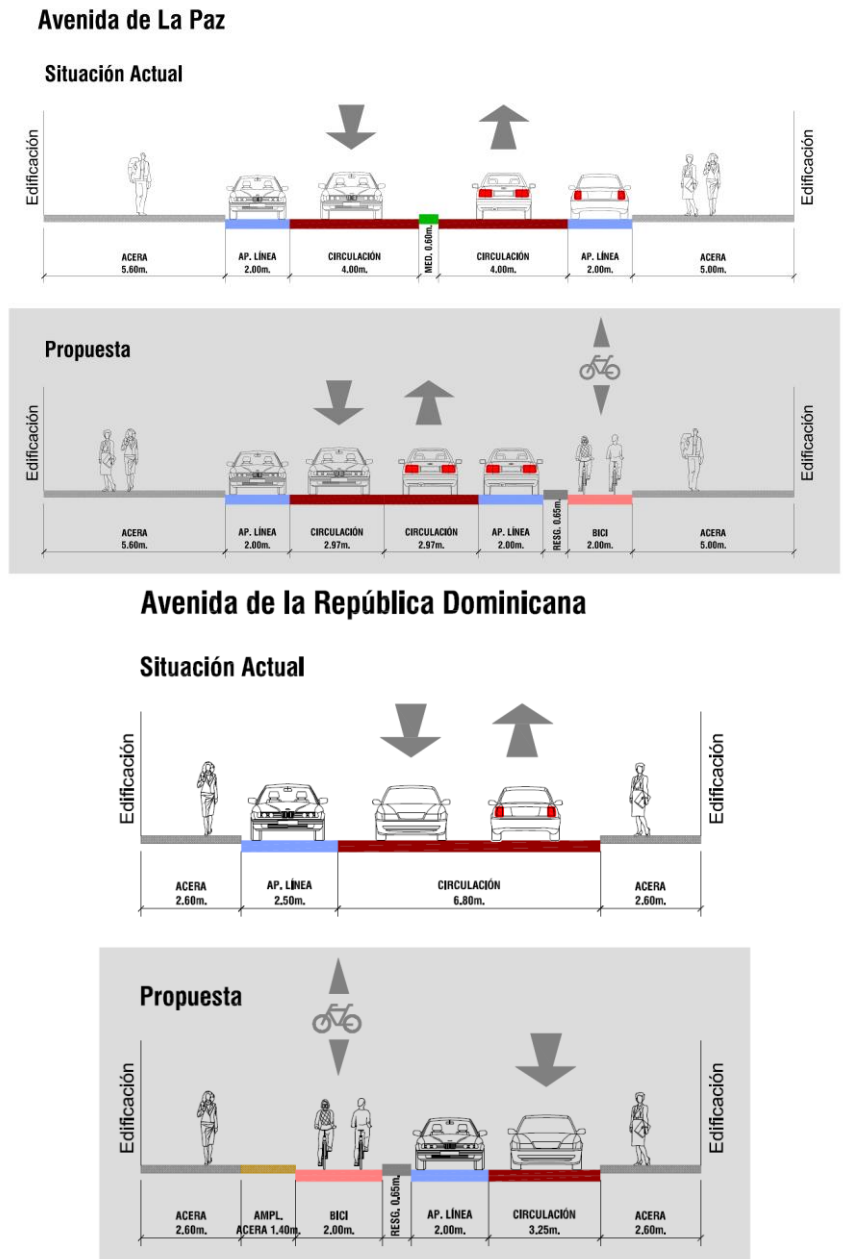 Avenida de La Paz
Situación Actual
Edificación
Edificación
ACERA
5.60m.
AP. LÍNEA
2.00m.
CIRCULACIÓN
4.00m.
MED. 0.60m.
CIRCULACIÓN
4.00m.
AP. LÍNEA
2.00m.
ACERA
5.00m.
Propuesta
Edificación
Edificación
ACERA
5.60m.
AP. LÍNEA
2.00m.
CIRCULACIÓN
2.97m.
CIRCULACIÓN
2.97m.
AP. LÍNEA
2.00m.
RESG. 0.65m.
BICI
2.00m.
ACERA
5.00m.
Avenida de la República Dominicana
Situación Actual
Edificación
Edificación
ACERA
2.60m.
AP. LÍNEA
2.50m.
CIRCULACIÓN
6.80m.
ACERA
2.60m.
Propuesta
Edificación
Edificación
ACERA
2.60m.
AMPL.
ACERA 1.40m.
BICI
2.00m.
RESG. 0.65m.
AP. LÍNEA
2.00m.
CIRCULACIÓN
3.25m.
ACERA
2.60m.